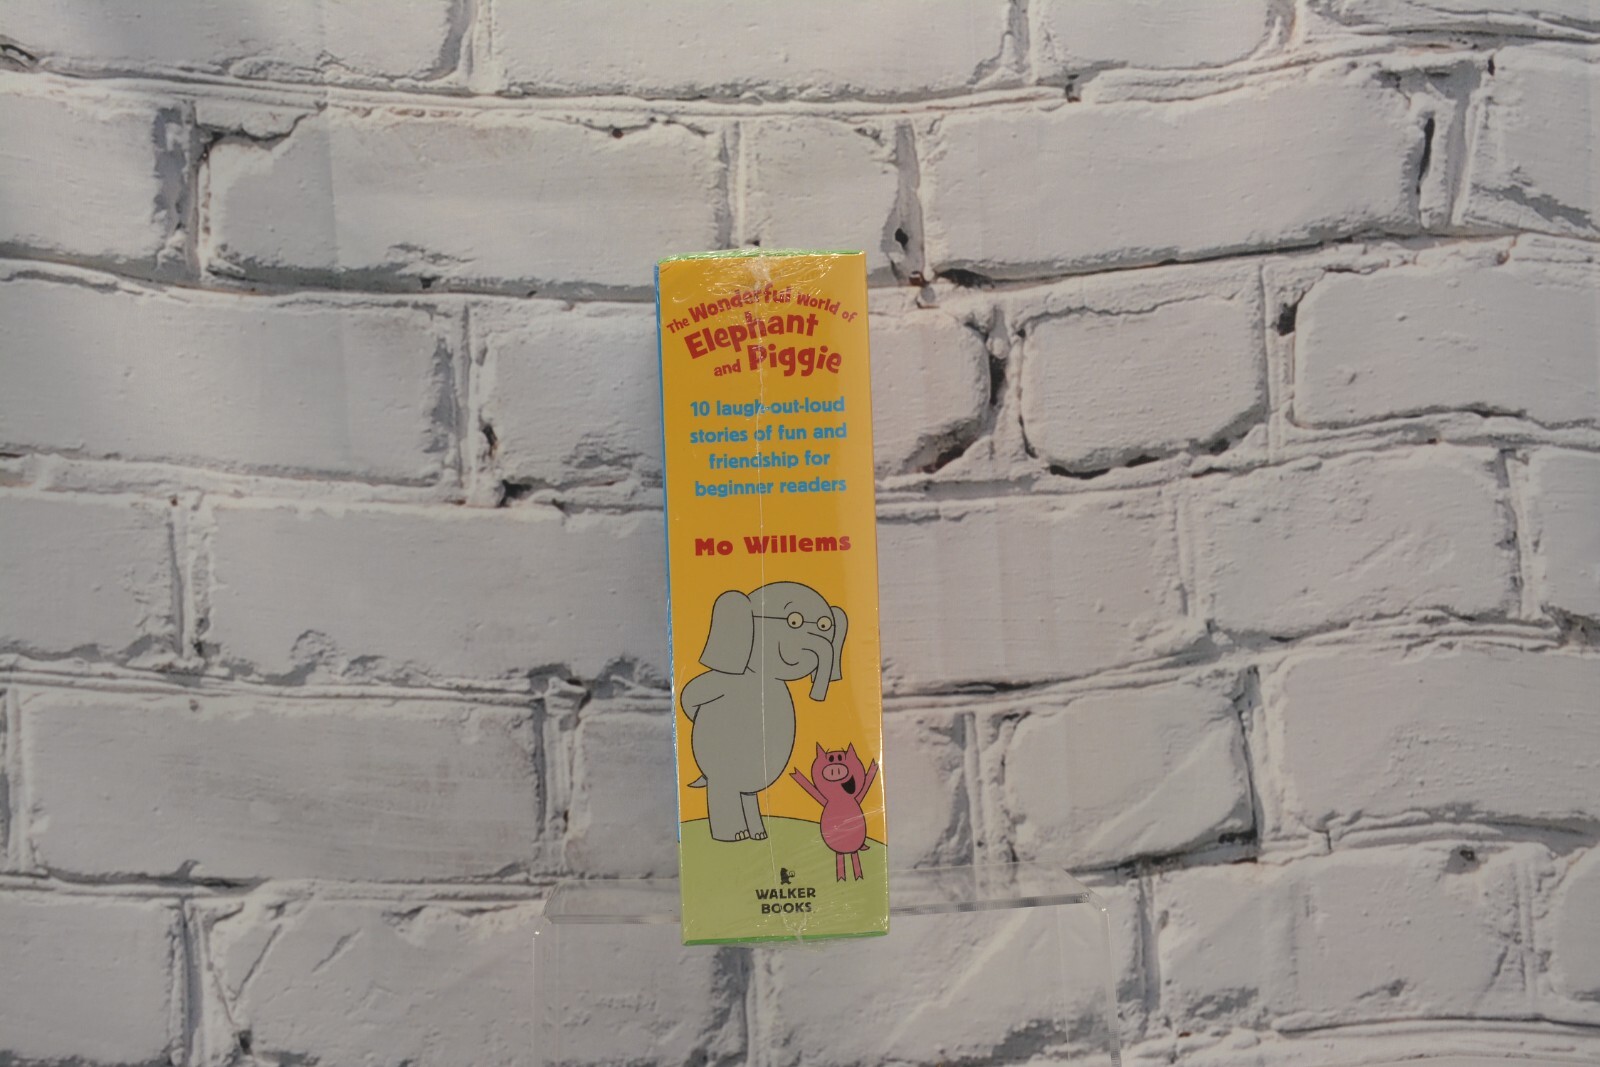 The Wonderful World of
Elephant
and Piggie
10 laugh-out-loud
stories of fun and
friendship for
beginner readers
Mo Willems
WALKER
BOOKS